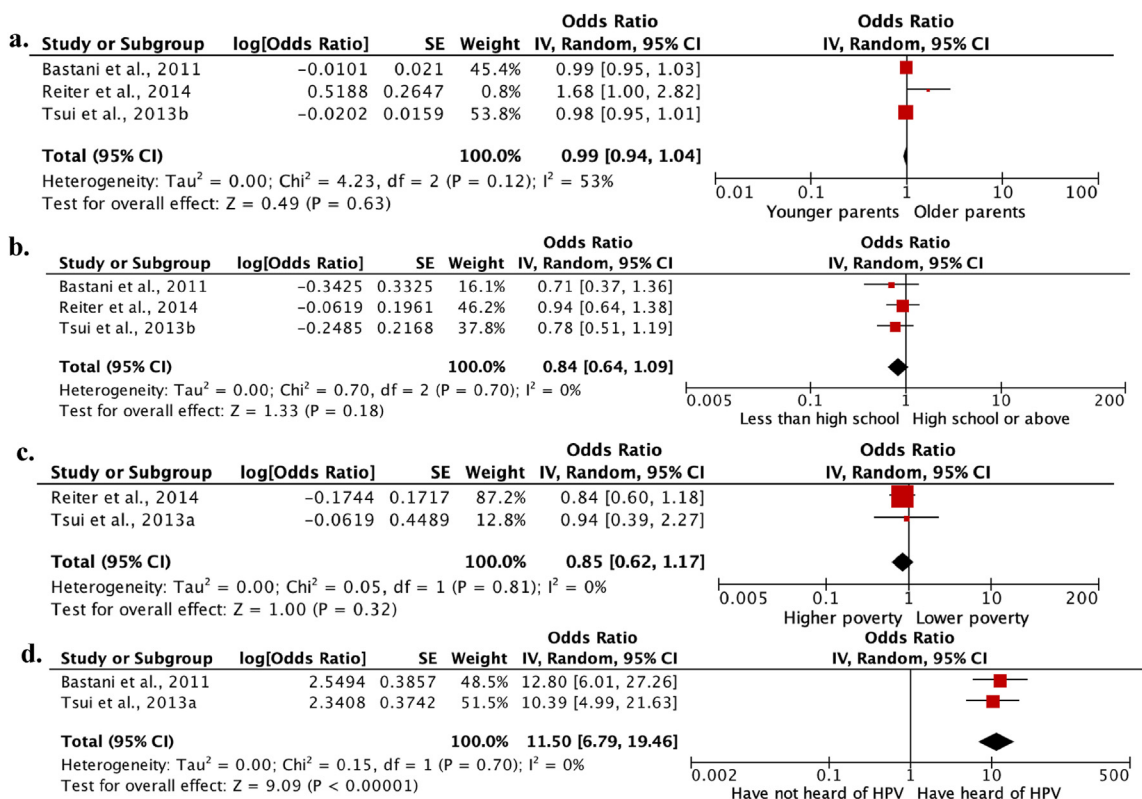 a.
Odds Ratio Odds Ratio
Study or Subgroup log[Odds Ratio] SE Weight IV, Random, 95% CI IV, Random, 95% CI
Bastani et al., 2011 −0.0101 0.021 45.4% 0.99 [0.95, 1.03]
Reiter et al., 2014 0.5188 0.2647 0.8% 1.68 [1.00, 2.82]
Tsui et al., 2013b −0.0202 0.0159 53.8% 0.98 [0.95, 1.01]
Total (95% CI) 100.0% 0.99 [0.94, 1.04]
Heterogeneity: Tau² = 0.00; Chi² = 4.23, df = 2 (P = 0.12); I² = 53%
Test for overall effect: Z = 0.49 (P = 0.63)
0.01 0.1 1 10 100
Younger parents Older parents
b.
Odds Ratio Odds Ratio
Study or Subgroup log[Odds Ratio] SE Weight IV, Random, 95% CI IV, Random, 95% CI
Bastani et al., 2011 −0.3425 0.3325 16.1% 0.71 [0.37, 1.36]
Reiter et al., 2014 −0.0619 0.1961 46.2% 0.94 [0.64, 1.38]
Tsui et al., 2013b −0.2485 0.2168 37.8% 0.78 [0.51, 1.19]
Total (95% CI) 100.0% 0.84 [0.64, 1.09]
Heterogeneity: Tau² = 0.00; Chi² = 0.70, df = 2 (P = 0.70); I² = 0%
Test for overall effect: Z = 1.33 (P = 0.18)
0.005 0.1 1 10 200
Less than high school High school or above
c.
Odds Ratio Odds Ratio
Study or Subgroup log[Odds Ratio] SE Weight IV, Random, 95% CI IV, Random, 95% CI
Reiter et al., 2014 −0.1744 0.1717 87.2% 0.84 [0.60, 1.18]
Tsui et al., 2013a −0.0619 0.4489 12.8% 0.94 [0.39, 2.27]
Total (95% CI) 100.0% 0.85 [0.62, 1.17]
Heterogeneity: Tau² = 0.00; Chi² = 0.05, df = 1 (P = 0.81); I² = 0%
Test for overall effect: Z = 1.00 (P = 0.32)
0.005 0.1 1 10 200
Higher poverty Lower poverty
d.
Odds Ratio Odds Ratio
Study or Subgroup log[Odds Ratio] SE Weight IV, Random, 95% CI IV, Random, 95% CI
Bastani et al., 2011 2.5494 0.3857 48.5% 12.80 [6.01, 27.26]
Tsui et al., 2013a 2.3408 0.3742 51.5% 10.39 [4.99, 21.63]
Total (95% CI) 100.0% 11.50 [6.79, 19.46]
Heterogeneity: Tau² = 0.00; Chi² = 0.15, df = 1 (P = 0.70); I² = 0%
Test for overall effect: Z = 9.09 (P < 0.00001)
0.002 0.1 1 10 500
Have not heard of HPV Have heard of HPV